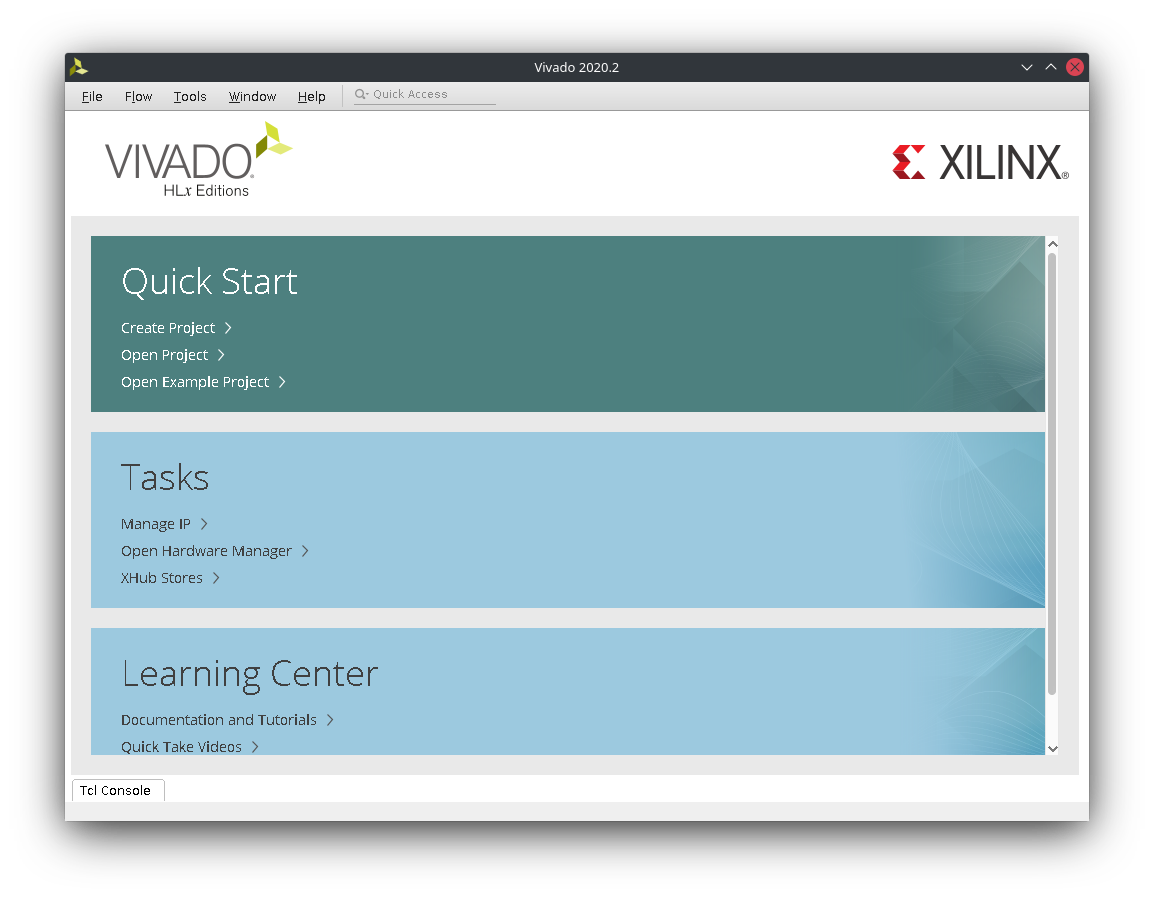 Vivado 2020.2
File Flow Tools Window Help Quick Access
VIVADO.
HLx Editions
XILINX®
Quick Start
Create Project
Open Project
Open Example Project
Tasks
Manage IP
Open Hardware Manager
XHub Stores
Learning Center
Documentation and Tutorials
Quick Take Videos
Tcl Console